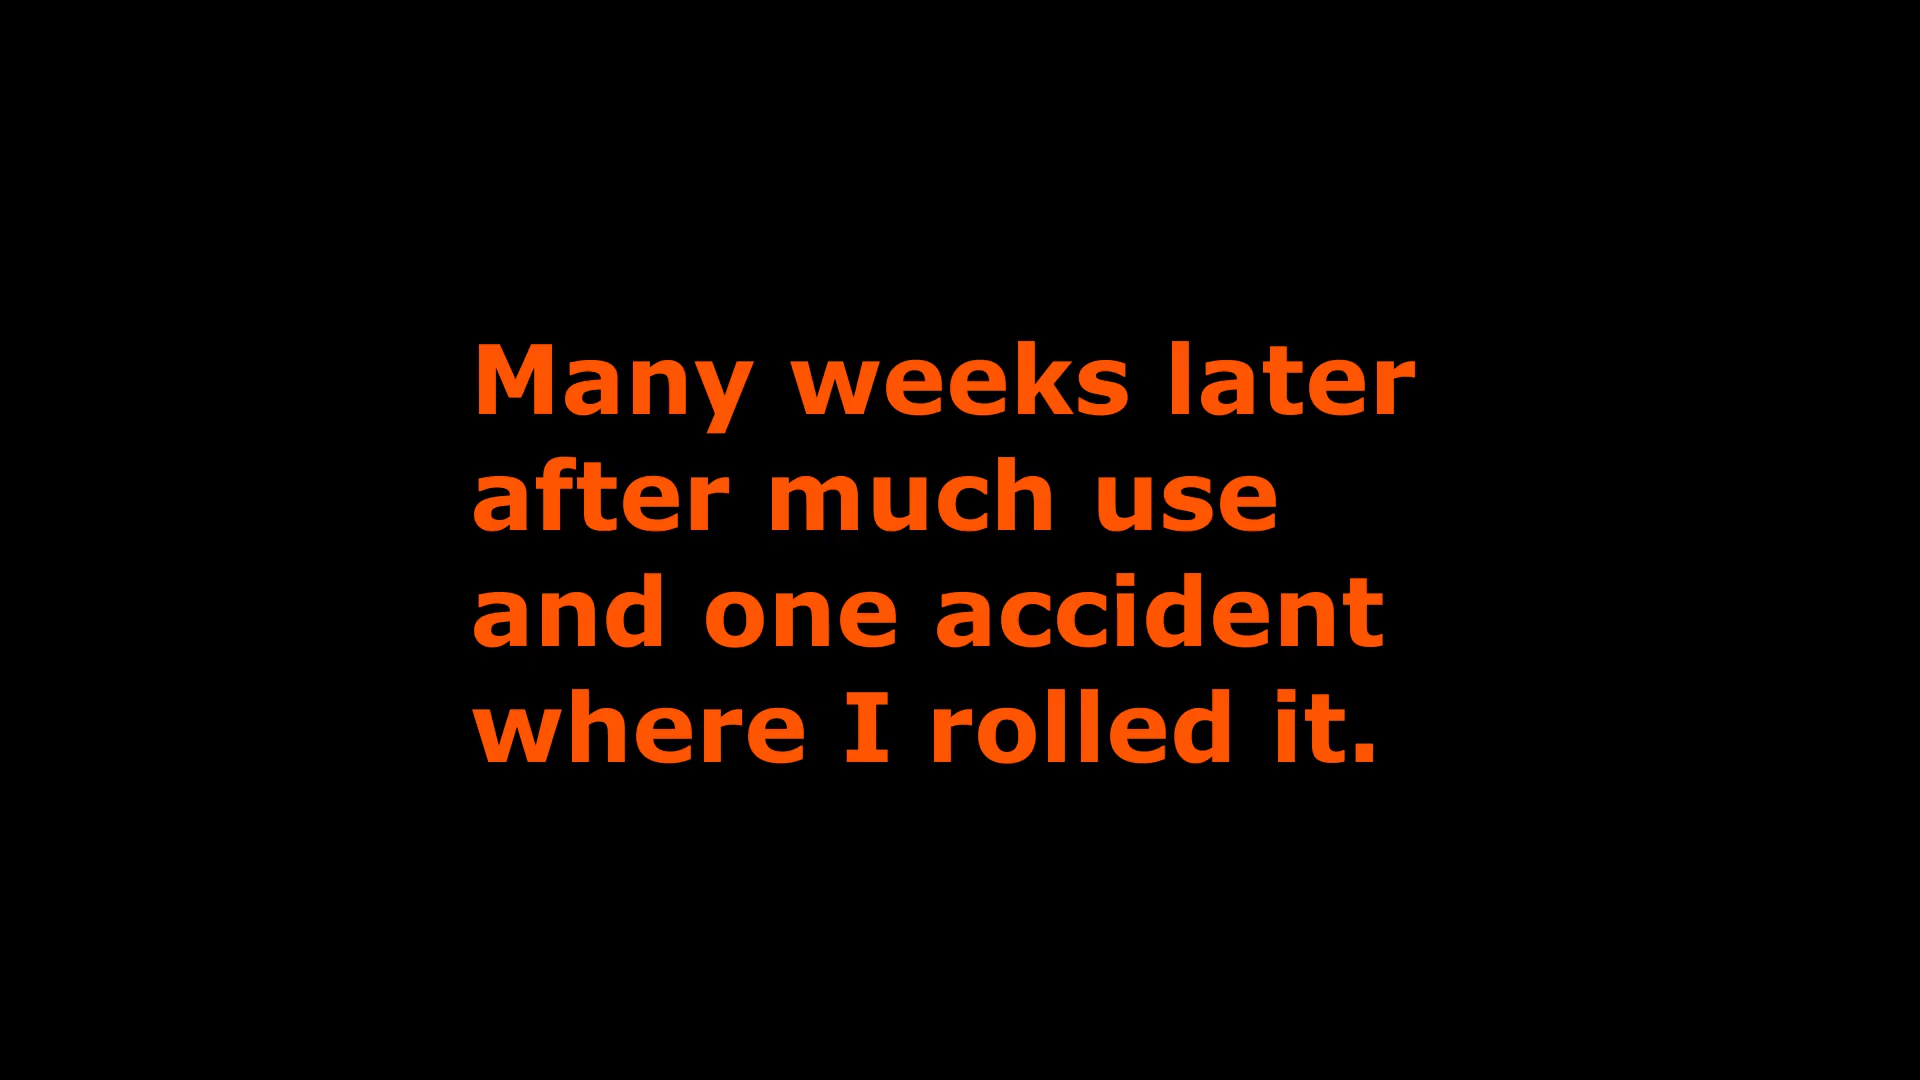 Many weeks later
after much use
and one accident
where I rolled it.